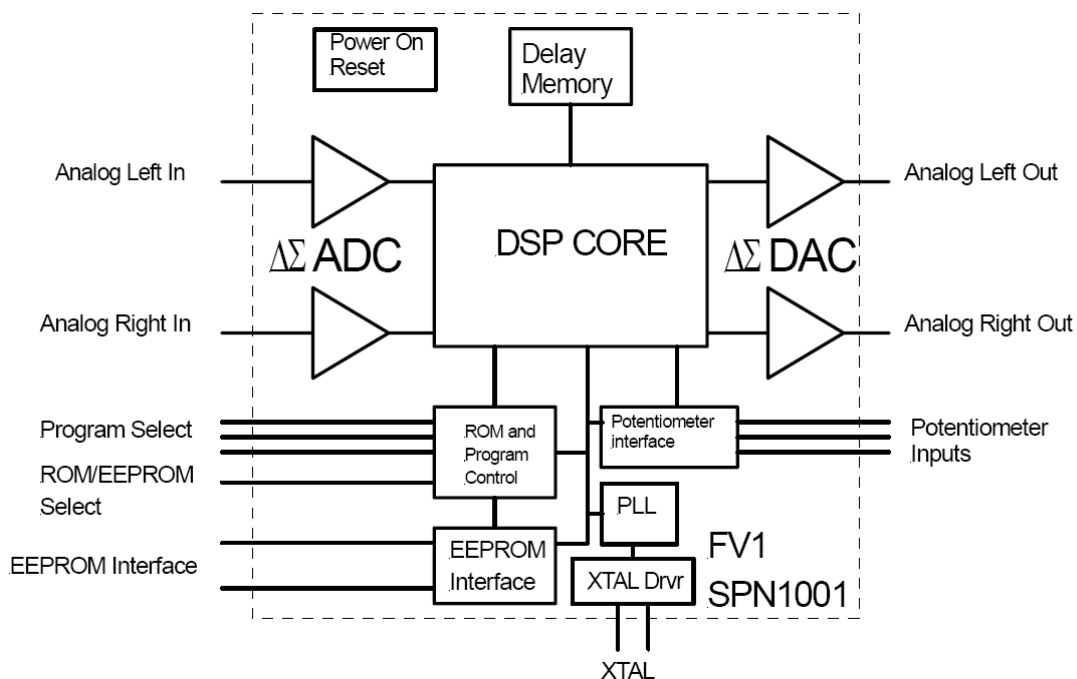 Power On
Reset
Delay
Memory
Analog Left In
Analog Left Out
DSP CORE
ΔΣ ADC
ΔΣ DAC
Analog Right In
Analog Right Out
Program Select
ROM and
Program
Control
Potentiometer
interface
Potentiometer
Inputs
ROM/EEPROM
Select
PLL
EEPROM Interface
EEPROM
Interface
XTAL Drvr
FV1
SPN1001
XTAL